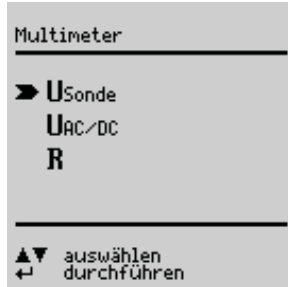 Multimeter
➤ USonde
UAC/DC
R
▲▼ auswählen
↵ durchführen